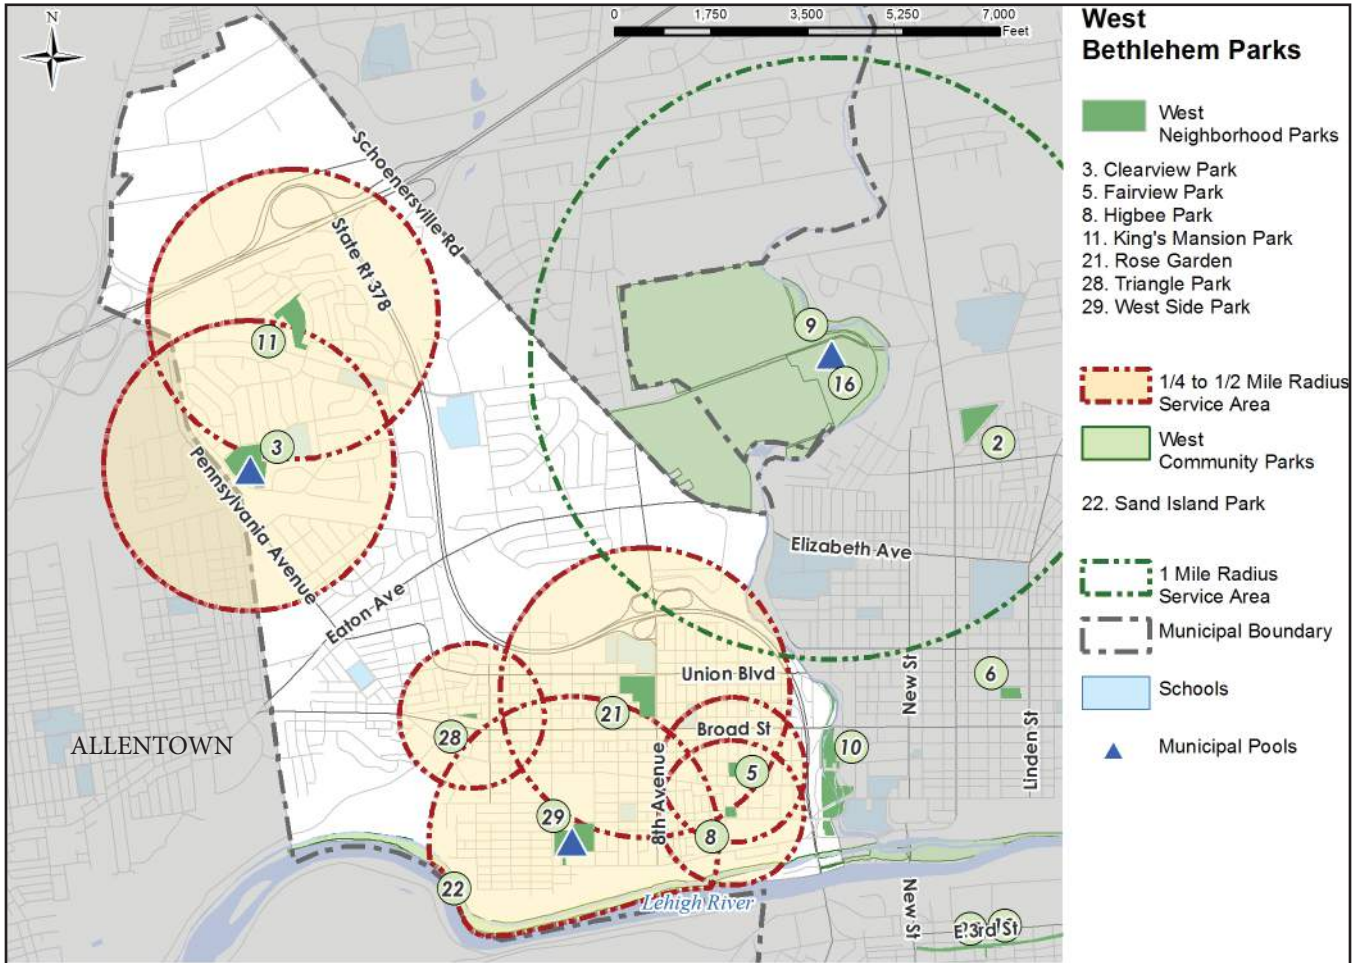 N
0 1,750 3,500 5,250 7,000
Feet
West
Bethlehem Parks
West
Neighborhood Parks
3. Clearview Park
5. Fairview Park
8. Higbee Park
11. King's Mansion Park
21. Rose Garden
28. Triangle Park
29. West Side Park
1/4 to 1/2 Mile Radius
Service Area
West
Community Parks
22. Sand Island Park
1 Mile Radius
Service Area
Municipal Boundary
Schools
Municipal Pools
Schoenersville Rd
State Rt 378
11
9
16
3
2
Pennsylvania Avenue
Elizabeth Ave
Eaton Ave
Union Blvd
New St
6
21
Broad St
28
10
Linden St
ALLENTOWN
5
8th Avenue
29
8
22
Lehigh River
New St
E 3rd St